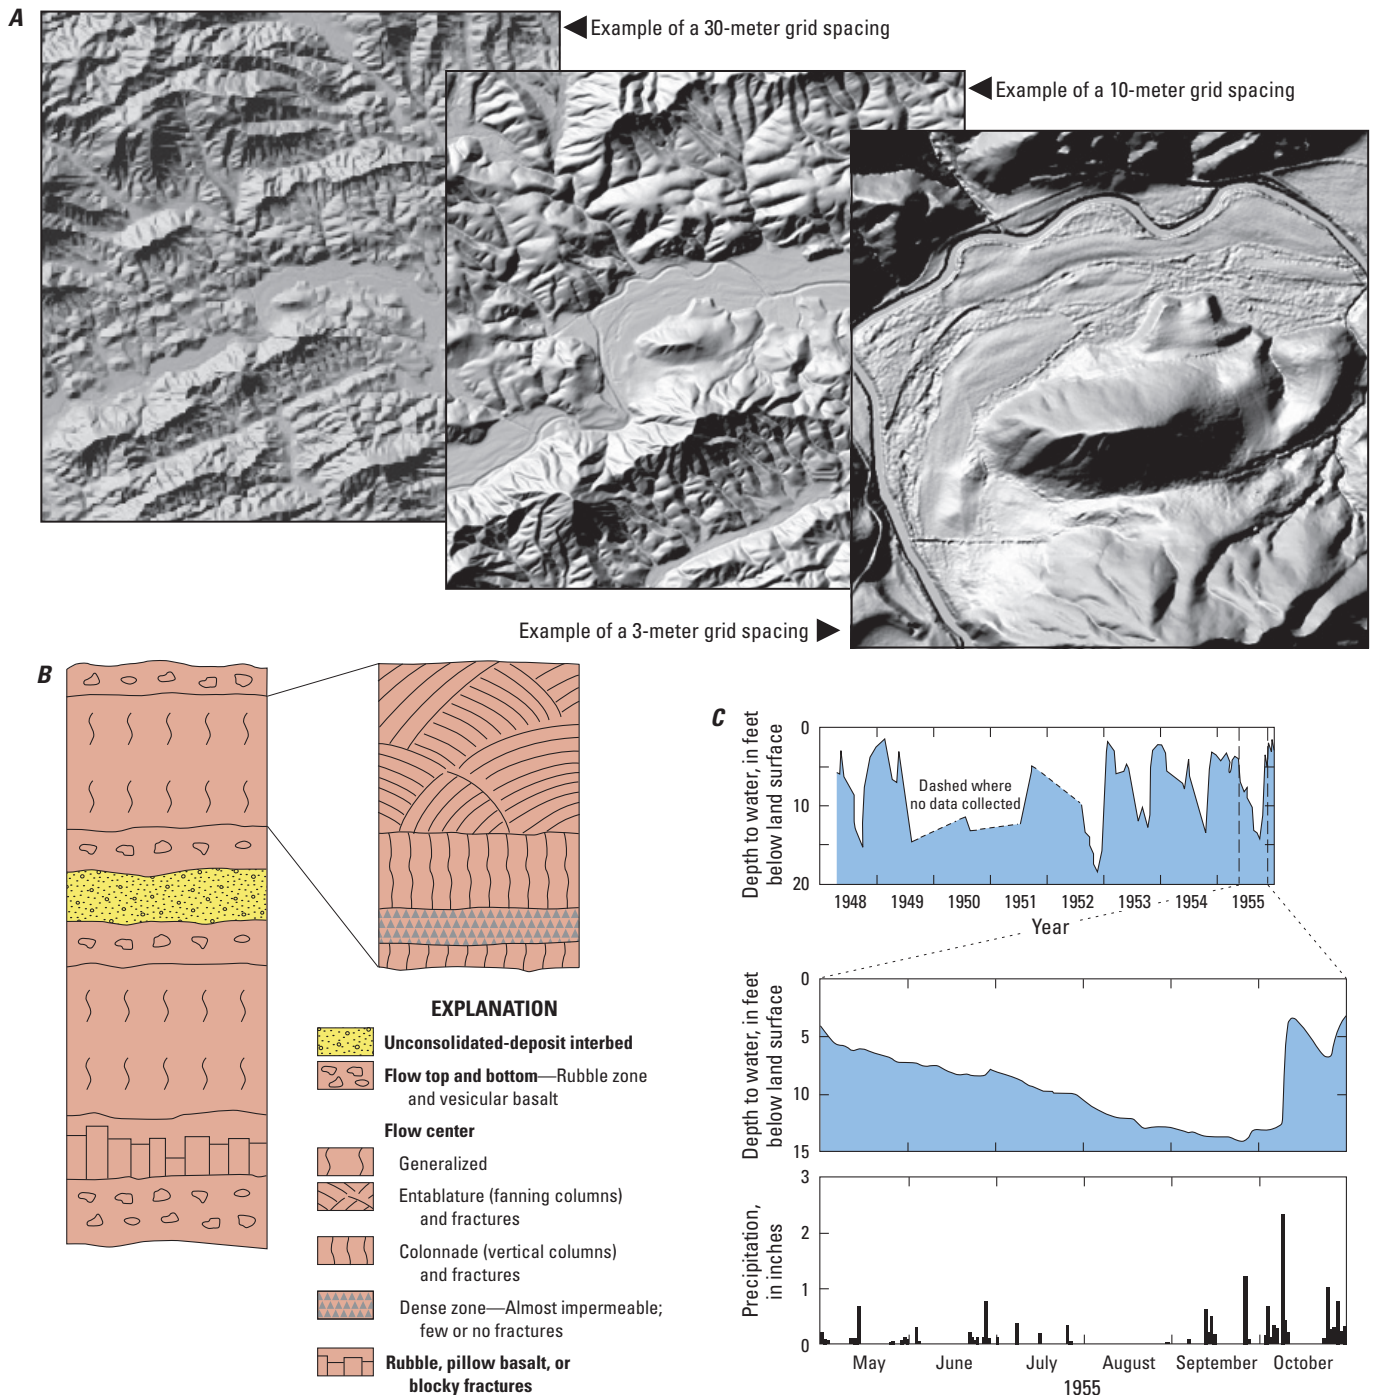 A
Example of a 30-meter grid spacing
Example of a 10-meter grid spacing
Example of a 3-meter grid spacing
B
EXPLANATION
Unconsolidated-deposit interbed
Flow top and bottom—Rubble zone
and vesicular basalt
Flow center
Generalized
Entablature (fanning columns)
and fractures
Colonnade (vertical columns)
and fractures
Dense zone—Almost impermeable;
few or no fractures
Rubble, pillow basalt, or
blocky fractures
C
Depth to water, in feet
below land surface
0
10
20
Dashed where
no data collected
1948 1949 1950 1951 1952 1953 1954 1955
Year
Depth to water, in feet
below land surface
0
5
10
15
Precipitation,
in inches
3
2
1
0
May June July August September October
1955